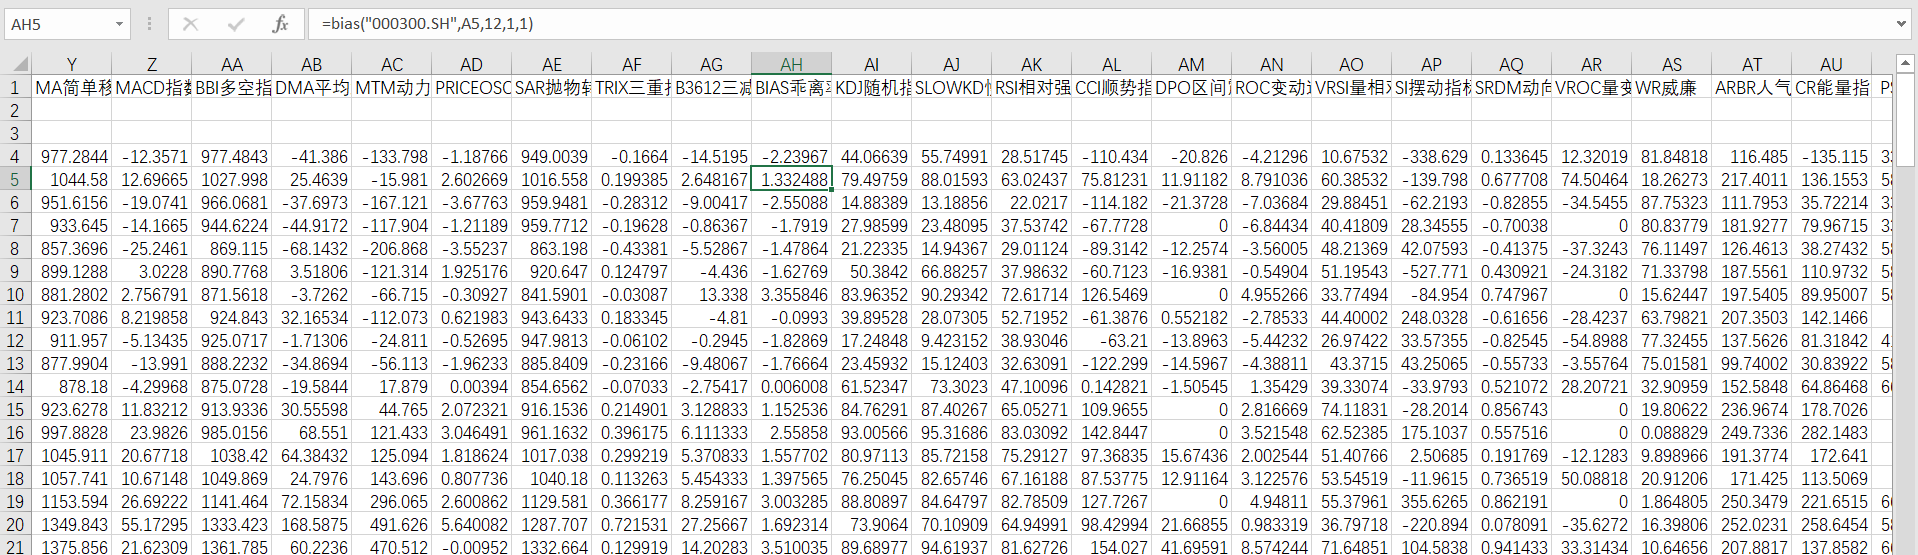 AH5 fx =bias("000300.SH",A5,12,1,1)
Y Z AA AB AC AD AE AF AG AH AI AJ AK AL AM AN AO AP AQ AR AS AT AU
1 MA简单移 MACD指数 BBI多空指 DMA平均 MTM动力 PRICEOSC SAR抛物转 TRIX三重指 B3612三减 BIAS乖离率 KDJ随机指 SLOWKD慢 RSI相对强 CCI顺势指 DPO区间 ROC变动 VRSI量相对 SI摆动指标 SRDM动向 VROC量变 WR威廉 ARBR人气 CR能量指 PS
2
3
4 977.2844 -12.3571 977.4843 -41.386 -133.798 -1.18766 949.0039 -0.1664 -14.5195 -2.23967 44.06639 55.74991 28.51745 -110.434 -20.826 -4.21296 10.67532 -338.629 0.133645 12.32019 81.84818 116.485 -135.115 33
5 1044.58 12.69665 1027.998 25.4639 -15.981 2.602669 1016.558 0.199385 2.648167 1.332488 79.49759 88.01593 63.02437 75.81231 11.91182 8.791036 60.38532 -139.798 0.677708 74.50464 18.26273 217.4011 136.1553 58
6 951.6156 -19.0741 966.0681 -37.6973 -167.121 -3.67763 959.9481 -0.28312 -9.00417 -2.55088 14.88389 13.18856 22.0217 -114.182 -21.3728 -7.03684 29.88451 -62.2193 -0.82855 -34.5455 87.75323 111.7953 35.72214 33
7 933.645 -14.1665 944.6224 -44.9172 -117.904 -1.21189 959.7712 -0.19628 -0.86367 -1.7919 27.98599 23.48095 37.53742 -67.7728 0 -6.84434 40.41809 28.34555 -0.70038 0 80.83779 181.9277 79.96715 33
8 857.3696 -25.2461 869.115 -68.1432 -206.868 -3.55237 863.198 -0.43381 -5.52867 -1.47864 21.22335 14.94367 29.01124 -89.3142 -12.2574 -3.56005 48.21369 42.07593 -0.41375 -37.3243 76.11497 126.4613 38.27432 58
9 899.1288 3.0228 890.7768 3.51806 -121.314 1.925176 920.647 0.124797 -4.436 -1.62769 50.3842 66.88257 37.98632 -60.7123 -16.9381 -0.54904 51.19543 -527.771 0.430921 -24.3182 71.33798 187.5561 110.9732 58
10 881.2802 2.756791 871.5618 -3.7262 -66.715 -0.30927 841.5901 -0.03087 13.338 3.355846 83.96352 90.29342 72.61714 126.5469 0 4.955266 33.77494 -84.954 0.747967 0 15.62447 197.5405 89.95007 58
11 923.7086 8.219858 924.843 32.16534 -112.073 0.621983 943.6433 0.183345 -4.81 -0.0993 39.89528 28.07305 52.71952 -61.3876 0.552182 -2.78533 44.40002 248.0328 -0.61656 -28.4237 63.79821 207.3503 142.1466
12 911.957 -5.13435 925.0717 -1.71306 -24.811 -0.52695 947.9813 -0.06102 -0.2945 -1.82869 17.24848 9.423152 38.93046 -63.21 -13.8963 -5.44232 26.97422 33.57355 -0.82545 -54.8988 77.32455 137.5626 81.31842 4
13 877.9904 -13.991 888.2232 -34.8694 -56.113 -1.96233 885.8409 -0.23166 -9.48067 -1.76664 23.45932 15.12403 32.63091 -122.299 -14.5967 -4.38811 43.3715 43.25065 -0.55733 -3.55764 75.01581 99.74002 30.83922 58
14 878.18 -4.29968 875.0728 -19.5844 17.879 0.00394 854.6562 -0.07033 -2.75417 0.006008 61.52347 73.3023 47.10096 0.142821 -1.50545 1.35429 39.33074 -33.9793 0.521072 28.20721 32.90959 152.5848 64.86468 6
15 923.6278 11.83212 913.9336 30.55598 44.765 2.072321 916.1536 0.214901 3.128833 1.152536 84.76291 87.40267 65.05271 109.9655 0 2.816669 74.11831 -28.2014 0.856743 0 19.80622 236.9674 178.7026
16 997.8828 23.9826 985.0156 68.551 121.433 3.046491 961.1632 0.396175 6.111333 2.55858 93.00566 95.31686 83.03092 142.8447 0 3.521548 62.52385 175.1037 0.557516 0 0.088829 249.7336 282.1483
17 1045.911 20.67718 1038.42 64.38432 125.094 1.818624 1017.038 0.299219 5.370833 1.557702 80.97113 85.72158 75.29127 97.36835 15.67436 2.002544 51.40766 2.50685 0.191769 -12.1283 9.898966 191.3774 172.641
18 1057.741 10.67148 1049.869 24.7976 143.696 0.807736 1040.18 0.113263 5.454333 1.397565 76.25045 82.65746 67.16188 87.53775 12.91164 3.122576 53.54519 -11.9615 0.736519 50.08818 20.91206 171.425 113.5069
19 1153.594 26.69222 1141.464 72.15834 296.065 2.600862 1129.581 0.366177 8.259167 3.003285 88.80897 84.64797 82.78509 127.7267 0 4.94811 55.37961 355.6265 0.862191 0 1.864805 250.3479 221.6515 6
20 1349.843 55.17295 1333.423 168.5875 491.626 5.640082 1287.707 0.721531 27.25667 1.692314 73.9064 70.10909 64.94991 98.42994 21.66855 0.983319 36.79718 -220.894 0.078091 -35.6272 16.39806 252.0231 258.6454 58
21 1375.856 21.62309 1361.785 60.2236 470.512 -0.00952 1332.664 0.129919 14.20283 3.510035 89.68977 94.61937 81.62726 154.027 41.69591 8.574244 71.64851 104.5838 0.941433 33.31434 10.64656 207.8817 137.8582 6